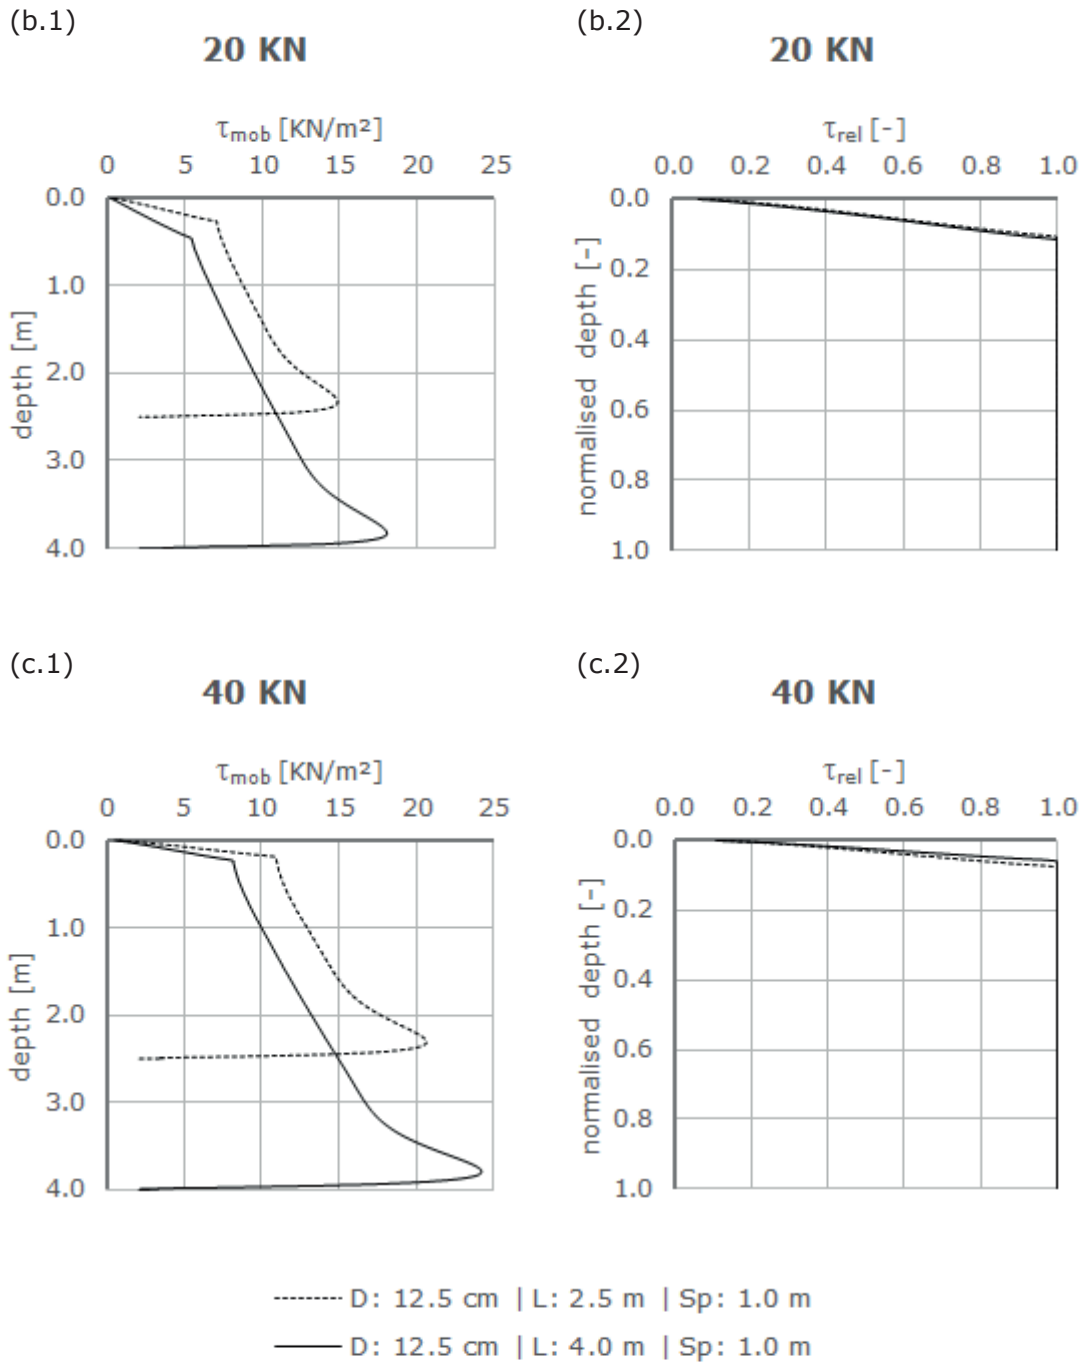 (b.1)
20 KN
τmob [KN/m²]
0 5 10 15 20 25
0.0
1.0
2.0
3.0
4.0
depth [m]
(b.2)
20 KN
τrel [-]
0.0 0.2 0.4 0.6 0.8 1.0
0.0
0.2
0.4
0.6
0.8
1.0
normalised depth [-]
(c.1)
40 KN
τmob [KN/m²]
0 5 10 15 20 25
0.0
1.0
2.0
3.0
4.0
depth [m]
(c.2)
40 KN
τrel [-]
0.0 0.2 0.4 0.6 0.8 1.0
0.0
0.2
0.4
0.6
0.8
1.0
normalised depth [-]
D: 12.5 cm | L: 2.5 m | Sp: 1.0 m
D: 12.5 cm | L: 4.0 m | Sp: 1.0 m